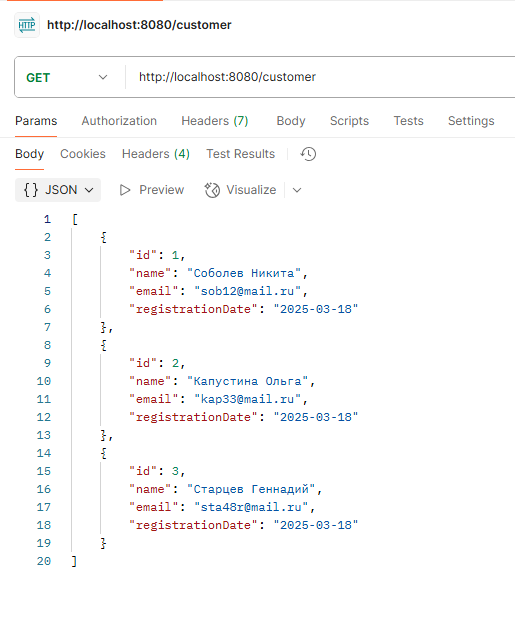 HTTP http://localhost:8080/customer
GET http://localhost:8080/customer
Params Authorization Headers (7) Body Scripts Tests Settings
Body Cookies Headers (4) Test Results
{} JSON Preview Visualize
1 [
2 {
3 "id": 1,
4 "name": "Соболев Никита",
5 "email": "sob12@mail.ru",
6 "registrationDate": "2025-03-18"
7 },
8 {
9 "id": 2,
10 "name": "Капустина Ольга",
11 "email": "kap33@mail.ru",
12 "registrationDate": "2025-03-18"
13 },
14 {
15 "id": 3,
16 "name": "Старцев Геннадий",
17 "email": "sta48r@mail.ru",
18 "registrationDate": "2025-03-18"
19 }
20 ]